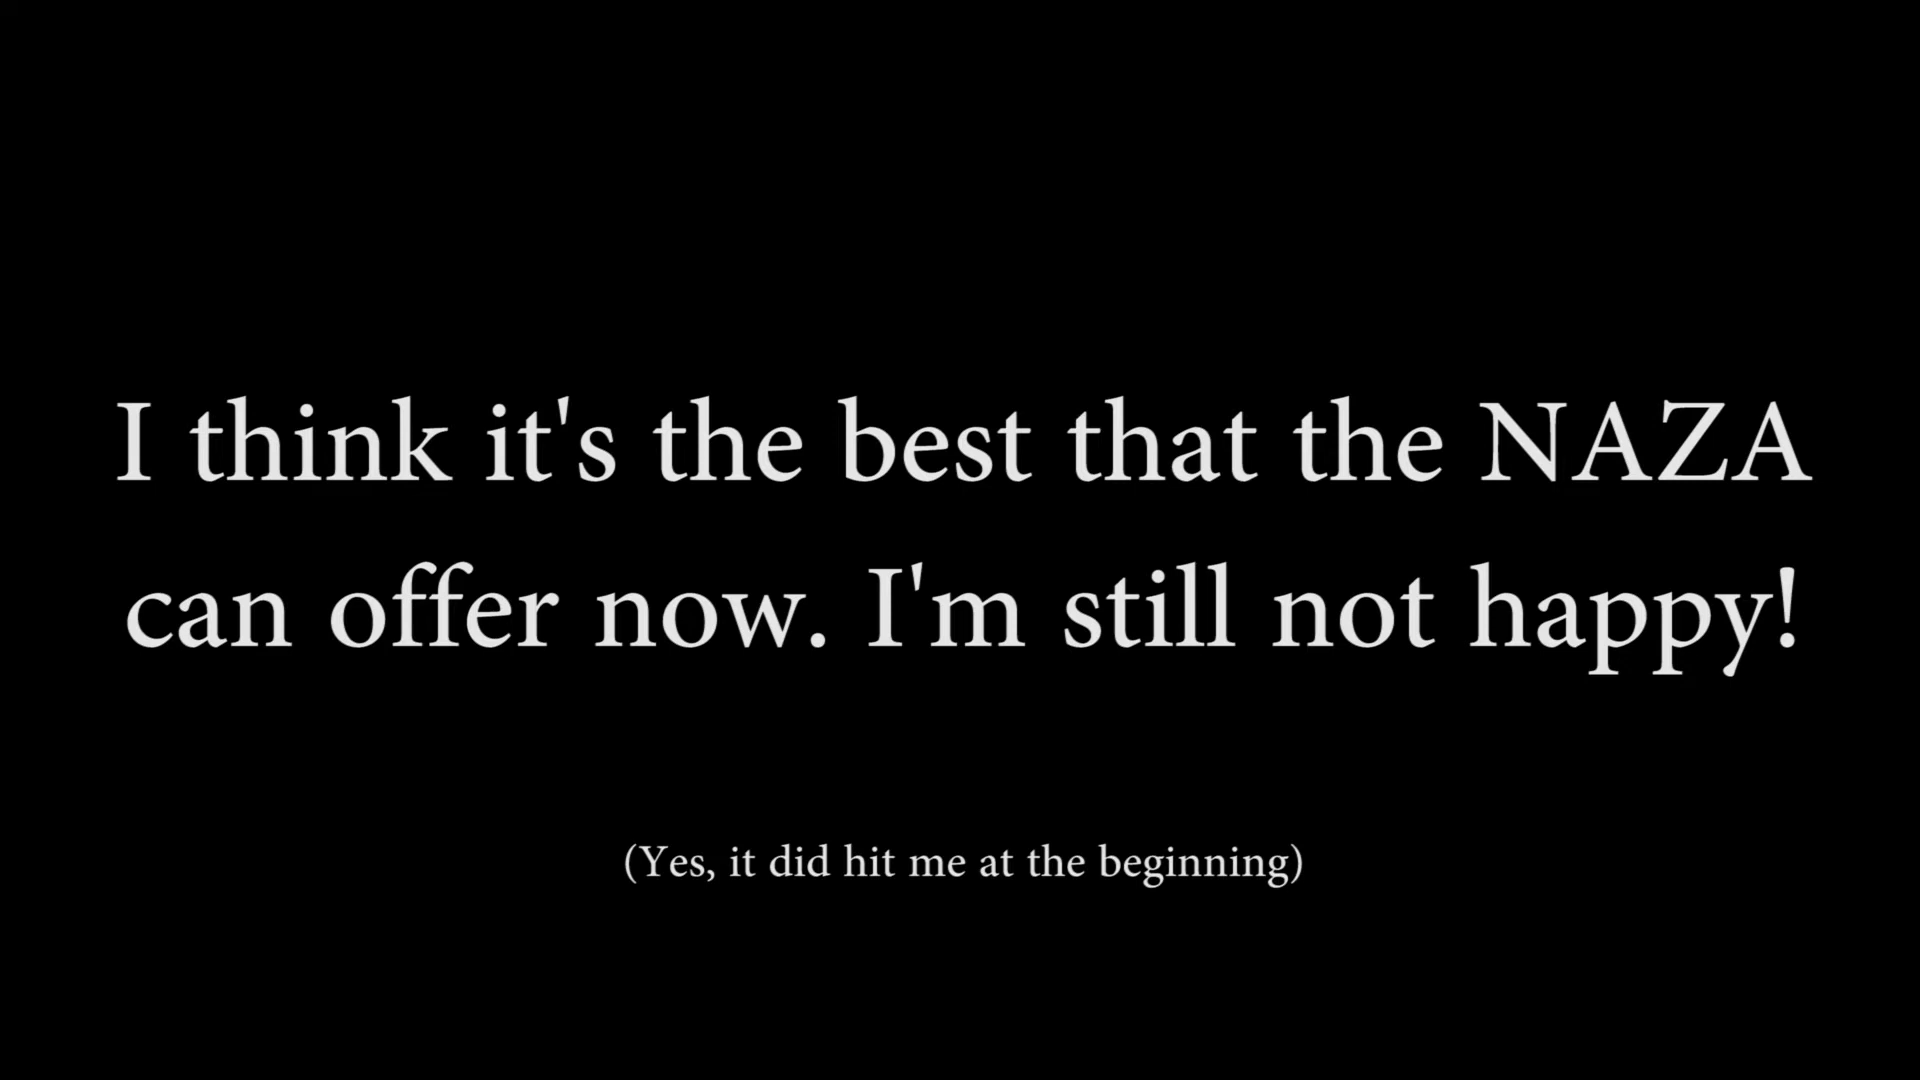 I think it's the best that the NAZA
can offer now. I'm still not happy!
(Yes, it did hit me at the beginning)